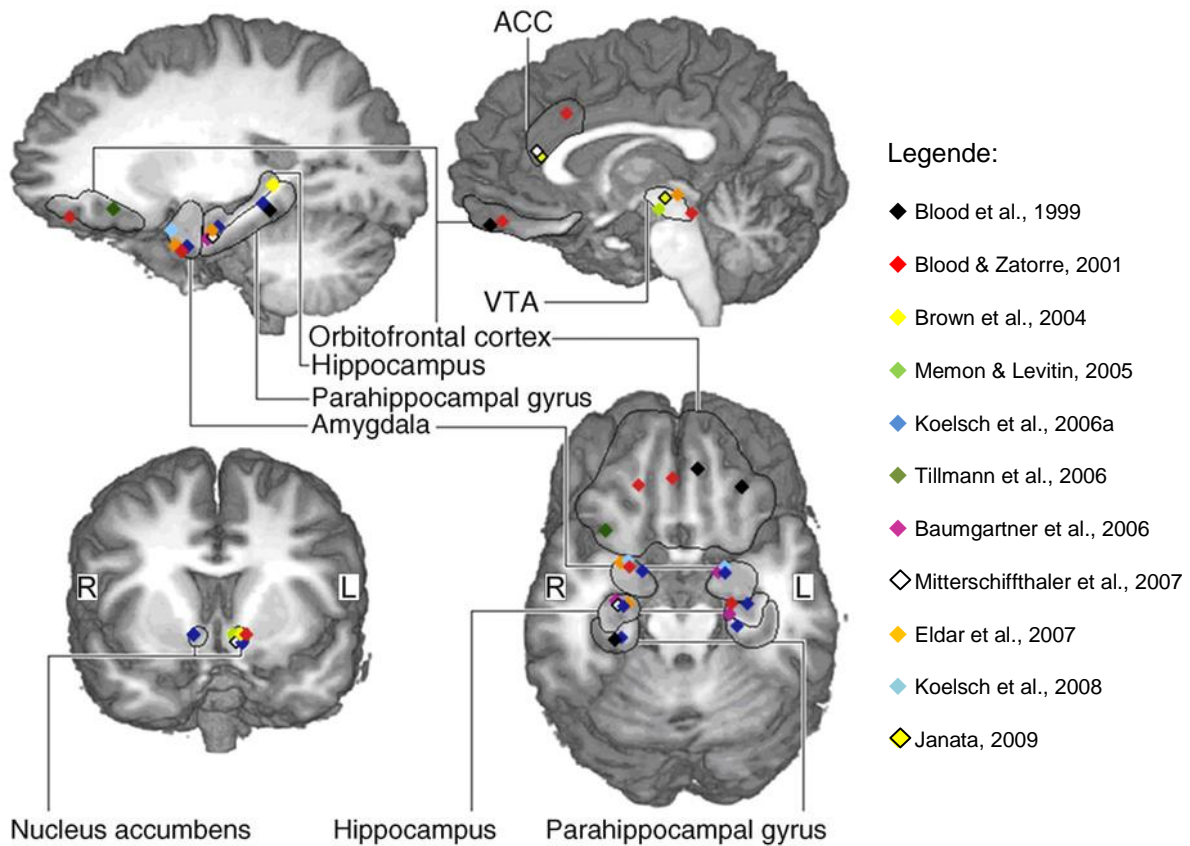 ACC
VTA
Orbitofrontal cortex
Hippocampus
Parahippocampal gyrus
Amygdala
R
L
R
L
Nucleus accumbens
Hippocampus
Parahippocampal gyrus
Legende:
Blood et al., 1999
Blood & Zatorre, 2001
Brown et al., 2004
Memon & Levitin, 2005
Koelsch et al., 2006a
Tillmann et al., 2006
Baumgartner et al., 2006
Mitterschiffthaler et al., 2007
Eldar et al., 2007
Koelsch et al., 2008
Janata, 2009